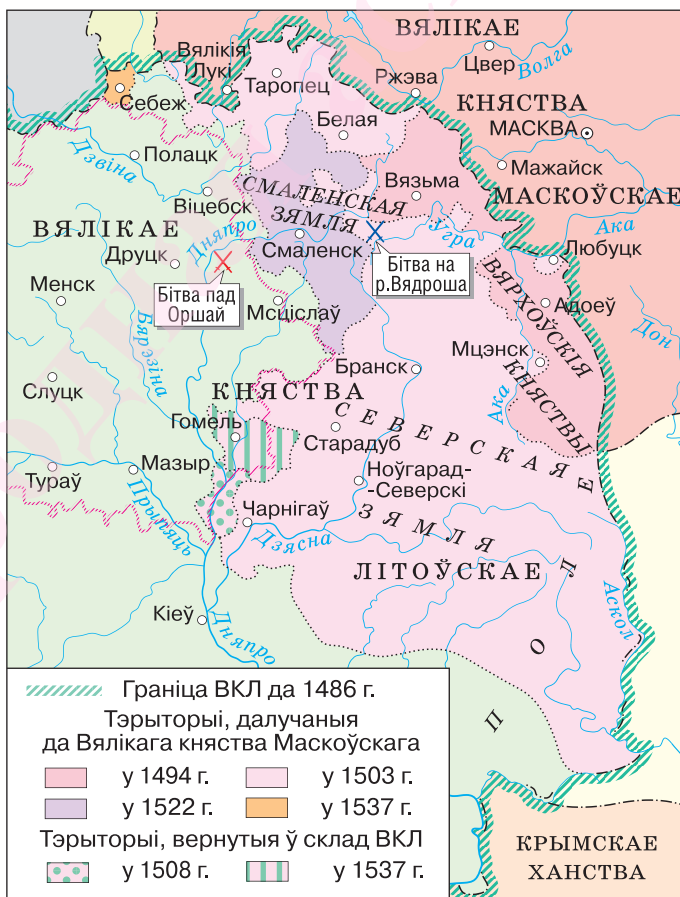 ВЯЛІКАЕ
Вялікія
Лукі
Цвер
Волга
Таропец
Ржэва
Себеж
КНЯСТВА
Белая
МАСКВА
Дзвіна
Полацк
Мажайск
Вязьма
МАСКОЎСКАЕ
СМАЛЕНСКАЯ
ЗЯМЛЯ
Віцебск
Ака
ВЯЛІКАЕ
Дняпро
Угра
Смаленск
Любуцк
Друцк
Бітва на
р.Вядроша
Бітва пад
Оршай
ВЯРХОЎСКІЯ
КНЯСТВЫ
Менск
Мсціслаў
Адоеў
Дон
Бярэзіна
Мцэнск
Бранск
Слуцк
КНЯСТВА
Ака
СЕВЕРСКАЯ
ЗЯМЛЯ
Гомель
Старадуб
Тураў
Мазыр
Ноўгарад-
-Северскі
Прыпяць
Чарнігаў
Дзясна
ЛІТОЎСКАЕ
Аскол
Кіеў
Дняпро
ПОЛЕ
Граніца ВКЛ да 1486 г.
Тэрыторыі, далучаныя
да Вялікага княства Маскоўскага
у 1494 г.
у 1503 г.
у 1522 г.
у 1537 г.
Тэрыторыі, вернутыя ў склад ВКЛ
у 1508 г.
у 1537 г.
КРЫМСКАЕ
ХАНСТВА